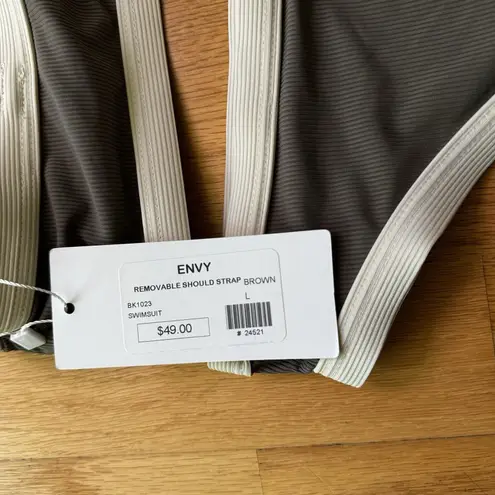 ENVY
REMOVABLE SHOULD STRAP BROWN
BK1023 L
SWIMSUIT
$49.00
# 24521